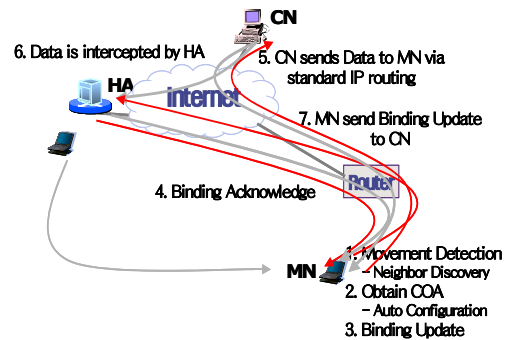 CN
6. Data is intercepted by HA
5. CN sends Data to MN via
standard IP routing
HA
internet
7. MN send Binding Update
to CN
4. Binding Acknowledge
Router
MN
1. Movement Detection
– Neighbor Discovery
2. Obtain COA
– Auto Configuration
3. Binding Update